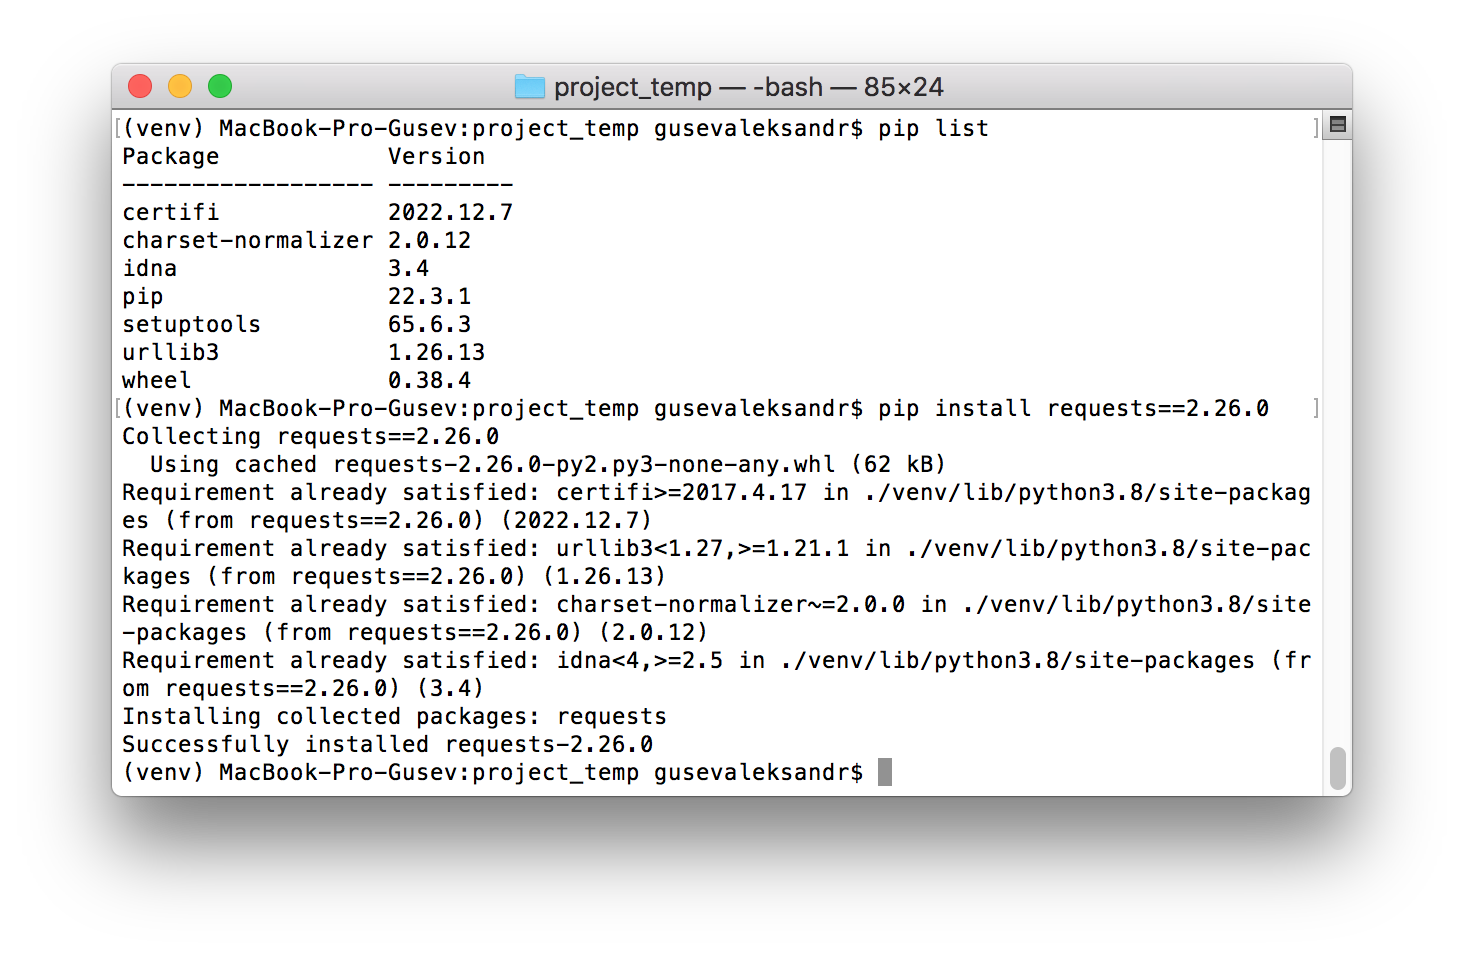 project_temp — -bash — 85×24
(venv) MacBook-Pro-Gusev:project_temp gusevaleksandr$ pip list
Package            Version
------------------ ---------
certifi            2022.12.7
charset-normalizer 2.0.12
idna               3.4
pip                22.3.1
setuptools         65.6.3
urllib3            1.26.13
wheel              0.38.4
(venv) MacBook-Pro-Gusev:project_temp gusevaleksandr$ pip install requests==2.26.0
Collecting requests==2.26.0
  Using cached requests-2.26.0-py2.py3-none-any.whl (62 kB)
Requirement already satisfied: certifi>=2017.4.17 in ./venv/lib/python3.8/site-packag
es (from requests==2.26.0) (2022.12.7)
Requirement already satisfied: urllib3<1.27,>=1.21.1 in ./venv/lib/python3.8/site-pac
kages (from requests==2.26.0) (1.26.13)
Requirement already satisfied: charset-normalizer~=2.0.0 in ./venv/lib/python3.8/site
-packages (from requests==2.26.0) (2.0.12)
Requirement already satisfied: idna<4,>=2.5 in ./venv/lib/python3.8/site-packages (fr
om requests==2.26.0) (3.4)
Installing collected packages: requests
Successfully installed requests-2.26.0
(venv) MacBook-Pro-Gusev:project_temp gusevaleksandr$